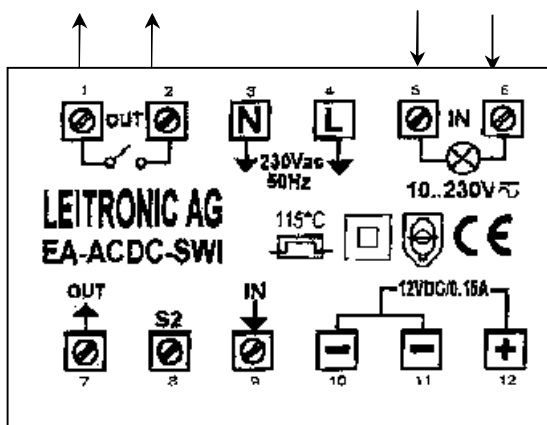 1 2 3 4 5 6
OUT N L IN
230Vac
50Hz
10..230V
LEITRONIC AG
115°C
EA-ACDC-SWI
CE
OUT IN 12VDC/0.15A
S2
- - +
7 8 9 10 11 12